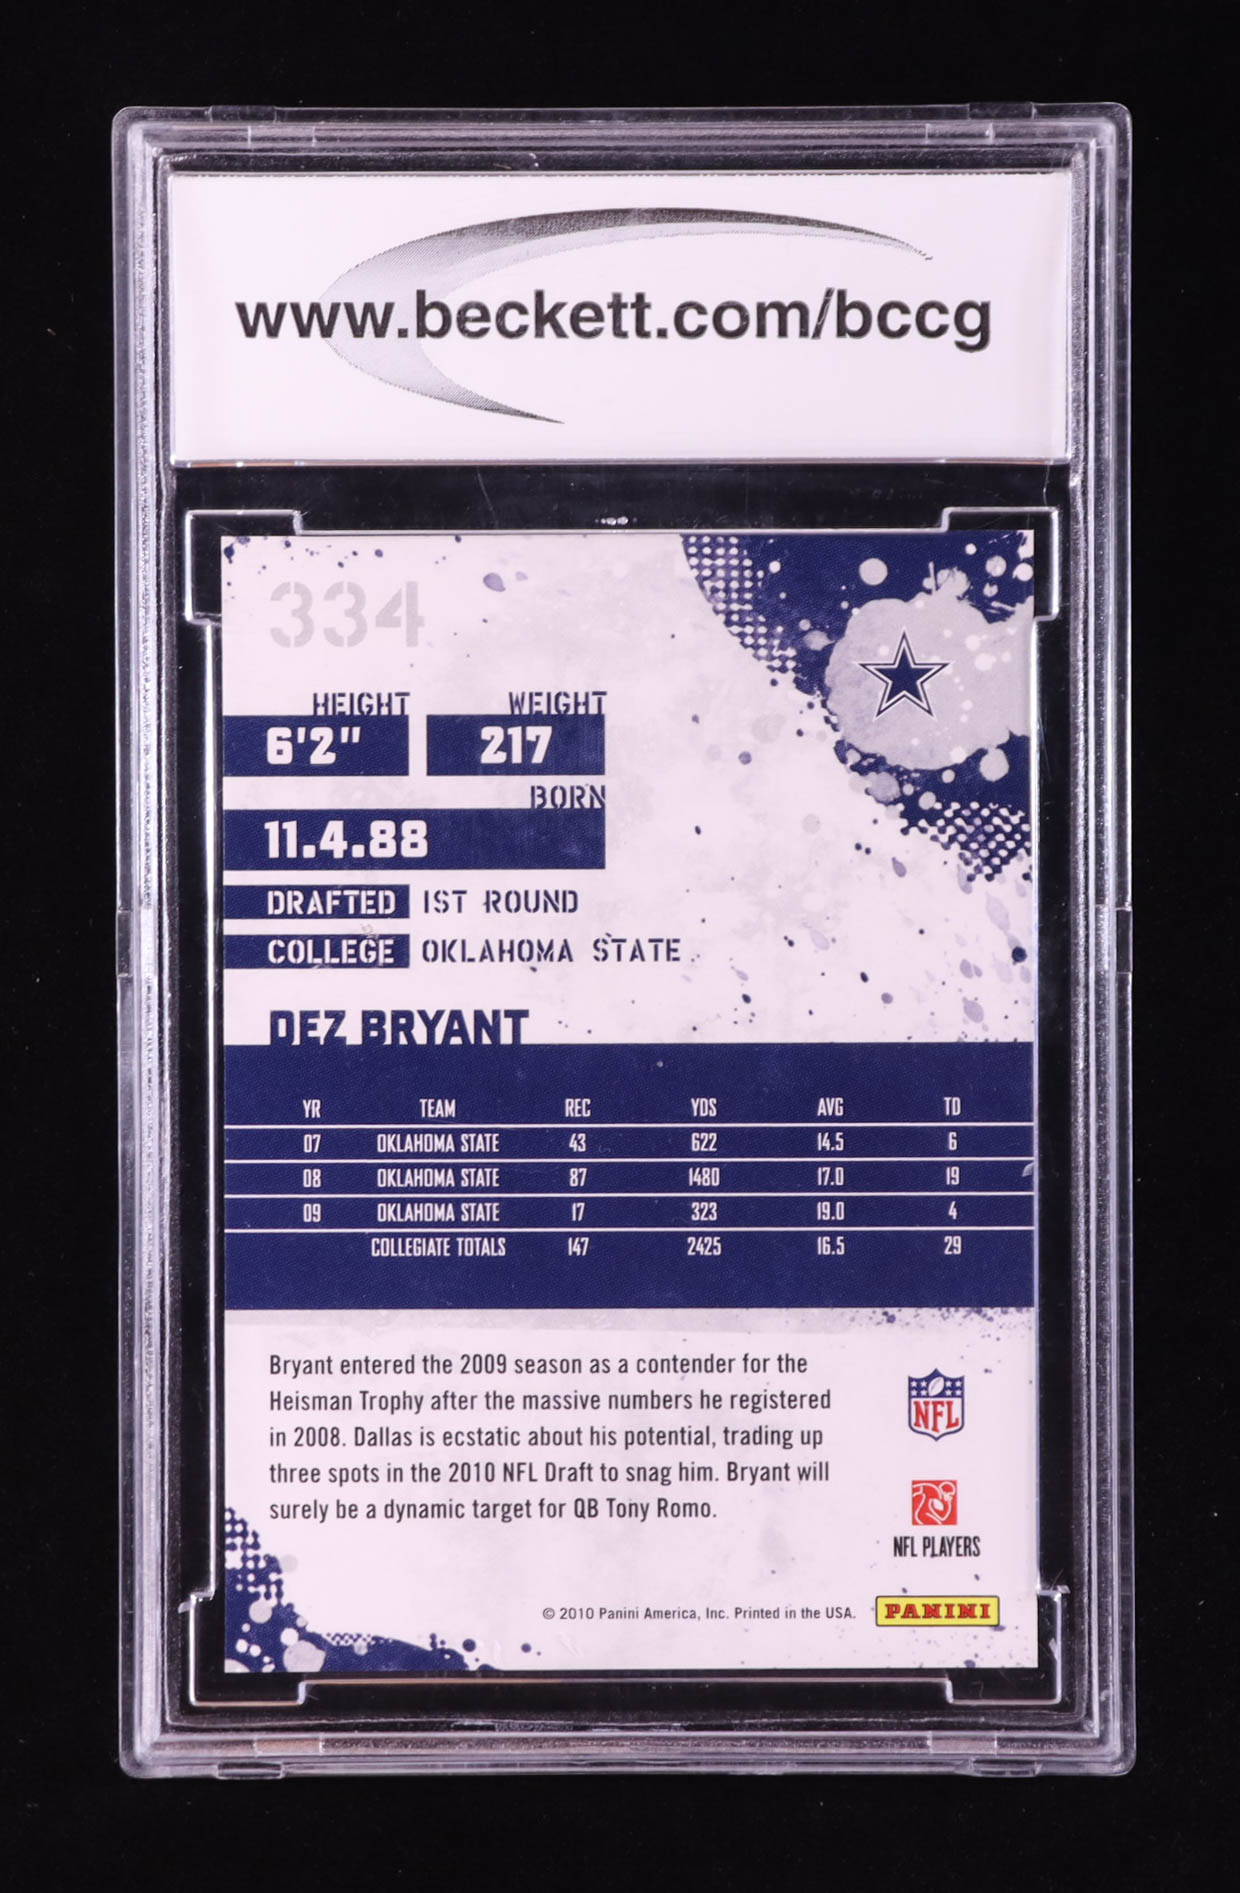 www.beckett.com/bccg
334
HEIGHT WEIGHT
6'2" 217
BORN
11.4.88
DRAFTED 1ST ROUND
COLLEGE OKLAHOMA STATE
DEZ BRYANT
YR TEAM REC YDS AVG TD
07 OKLAHOMA STATE 43 622 14.5 6
08 OKLAHOMA STATE 87 1480 17.0 19
09 OKLAHOMA STATE 17 323 19.0 4
COLLEGIATE TOTALS 147 2425 16.5 29
Bryant entered the 2009 season as a contender for the
Heisman Trophy after the massive numbers he registered
in 2008. Dallas is ecstatic about his potential, trading up
three spots in the 2010 NFL Draft to snag him. Bryant will
surely be a dynamic target for QB Tony Romo.
NFL
NFL PLAYERS
© 2010 Panini America, Inc. Printed in the USA.
PANINI